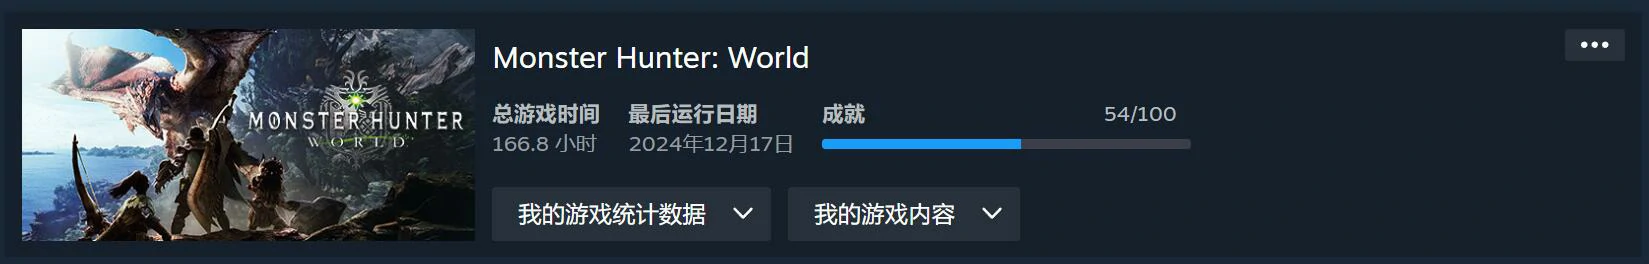 Monster Hunter: World
MONSTER HUNTER
WORLD
总游戏时间 最后运行日期 成就 54/100
166.8 小时 2024年12月17日
我的游戏统计数据 我的游戏内容